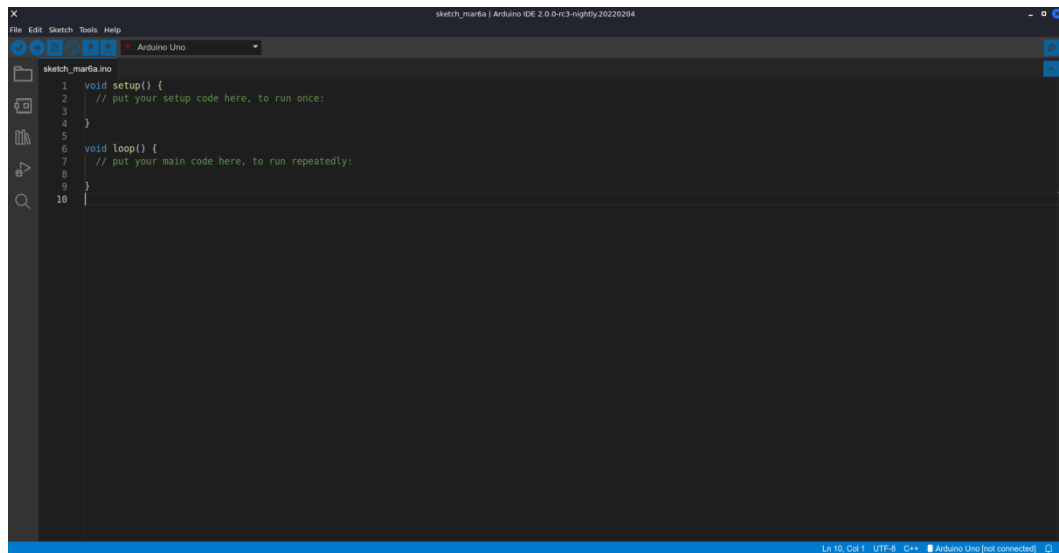 sketch_mar6a | Arduino IDE 2.0.0-rc3-nightly.20220204
File Edit Sketch Tools Help
Arduino Uno
sketch_mar6a.ino
1 void setup() {
2 // put your setup code here, to run once:
3
4 }
5
6 void loop() {
7 // put your main code here, to run repeatedly:
8
9 }
10
Ln 10, Col 1 UTF-8 C++ Arduino Uno [not connected]